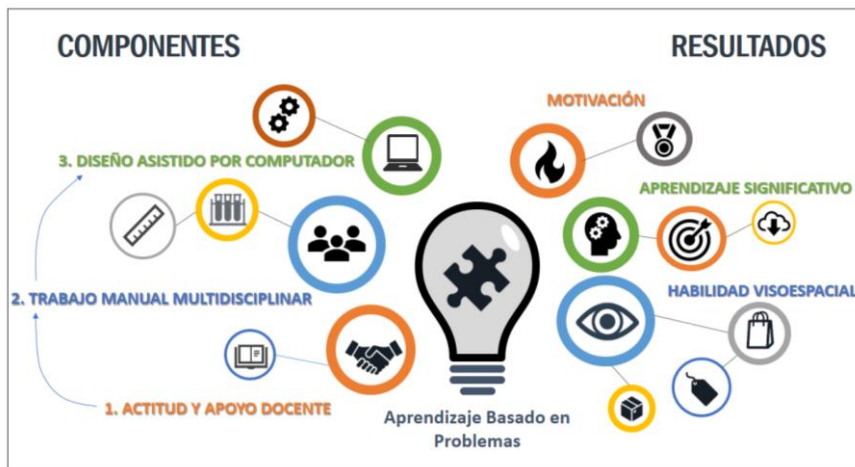 COMPONENTES
RESULTADOS
MOTIVACIÓN
3. DISEÑO ASISTIDO POR COMPUTADOR
APRENDIZAJE SIGNIFICATIVO
2. TRABAJO MANUAL MULTIDISCIPLINAR
HABILIDAD VISOESPACIAL
1. ACTITUD Y APOYO DOCENTE
Aprendizaje Basado en
Problemas